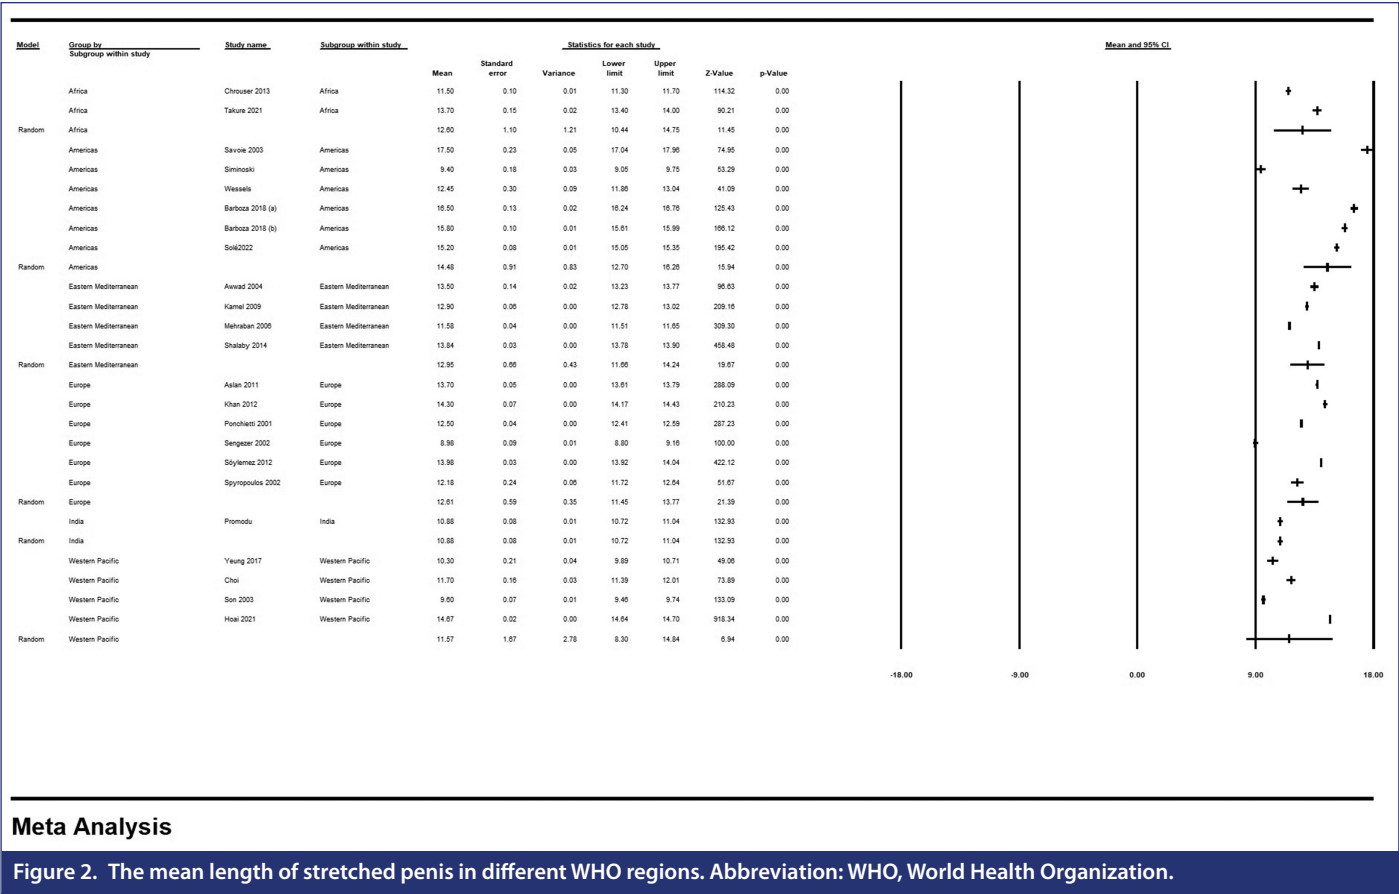 Model Group by Study name Subgroup within study Statistics for each study Mean and 95% CI
Subgroup within study
Mean Standard error Variance Lower limit Upper limit Z-Value p-Value
Africa Chrouser 2013 Africa 11.50 0.10 0.01 11.30 11.70 114.32 0.00
Africa Takure 2021 Africa 13.70 0.15 0.02 13.40 14.00 90.21 0.00
Random Africa 12.60 1.10 1.21 10.44 14.75 11.45 0.00
Americas Savoie 2003 Americas 17.50 0.23 0.05 17.04 17.96 74.95 0.00
Americas Siminoski Americas 9.40 0.18 0.03 9.05 9.75 53.29 0.00
Americas Wessels Americas 12.45 0.30 0.09 11.86 13.04 41.09 0.00
Americas Barboza 2018 (a) Americas 16.50 0.13 0.02 16.24 16.76 125.43 0.00
Americas Barboza 2018 (b) Americas 15.80 0.10 0.01 15.61 15.99 166.12 0.00
Americas Solé2022 Americas 15.20 0.08 0.01 15.05 15.35 195.42 0.00
Random Americas 14.48 0.91 0.83 12.70 16.26 15.94 0.00
Eastern Mediterranean Awwad 2004 Eastern Mediterranean 13.50 0.14 0.02 13.23 13.77 96.63 0.00
Eastern Mediterranean Kamel 2009 Eastern Mediterranean 12.90 0.06 0.00 12.78 13.02 209.16 0.00
Eastern Mediterranean Mehraban 2006 Eastern Mediterranean 11.58 0.04 0.00 11.51 11.65 309.30 0.00
Eastern Mediterranean Shalaby 2014 Eastern Mediterranean 13.84 0.03 0.00 13.78 13.90 458.48 0.00
Random Eastern Mediterranean 12.95 0.66 0.43 11.66 14.24 19.67 0.00
Europe Aslan 2011 Europe 13.70 0.05 0.00 13.61 13.79 288.09 0.00
Europe Khan 2012 Europe 14.30 0.07 0.00 14.17 14.43 210.23 0.00
Europe Ponchietti 2001 Europe 12.50 0.04 0.00 12.41 12.59 287.23 0.00
Europe Sengezer 2002 Europe 8.98 0.09 0.01 8.80 9.16 100.00 0.00
Europe Söylemez 2012 Europe 13.98 0.03 0.00 13.92 14.04 422.12 0.00
Europe Spyropoulos 2002 Europe 12.18 0.24 0.06 11.72 12.64 51.67 0.00
Random Europe 12.61 0.59 0.35 11.45 13.77 21.39 0.00
India Promodu India 10.88 0.08 0.01 10.72 11.04 132.93 0.00
Random India 10.88 0.08 0.01 10.72 11.04 132.93 0.00
Western Pacific Yeung 2017 Western Pacific 10.30 0.21 0.04 9.89 10.71 49.06 0.00
Western Pacific Choi Western Pacific 11.70 0.16 0.03 11.39 12.01 73.89 0.00
Western Pacific Son 2003 Western Pacific 9.60 0.07 0.01 9.46 9.74 133.09 0.00
Western Pacific Hoai 2021 Western Pacific 14.67 0.02 0.00 14.64 14.70 918.34 0.00
Random Western Pacific 11.57 1.67 2.78 8.30 14.84 6.94 0.00
-18.00 -9.00 0.00 9.00 18.00
Meta Analysis
Figure 2. The mean length of stretched penis in different WHO regions. Abbreviation: WHO, World Health Organization.